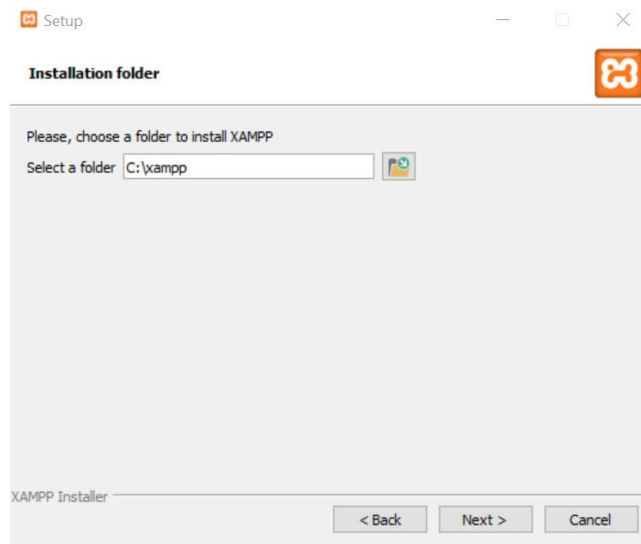 Setup
Installation folder
Please, choose a folder to install XAMPP
Select a folder C:\xampp
XAMPP Installer
< Back Next > Cancel